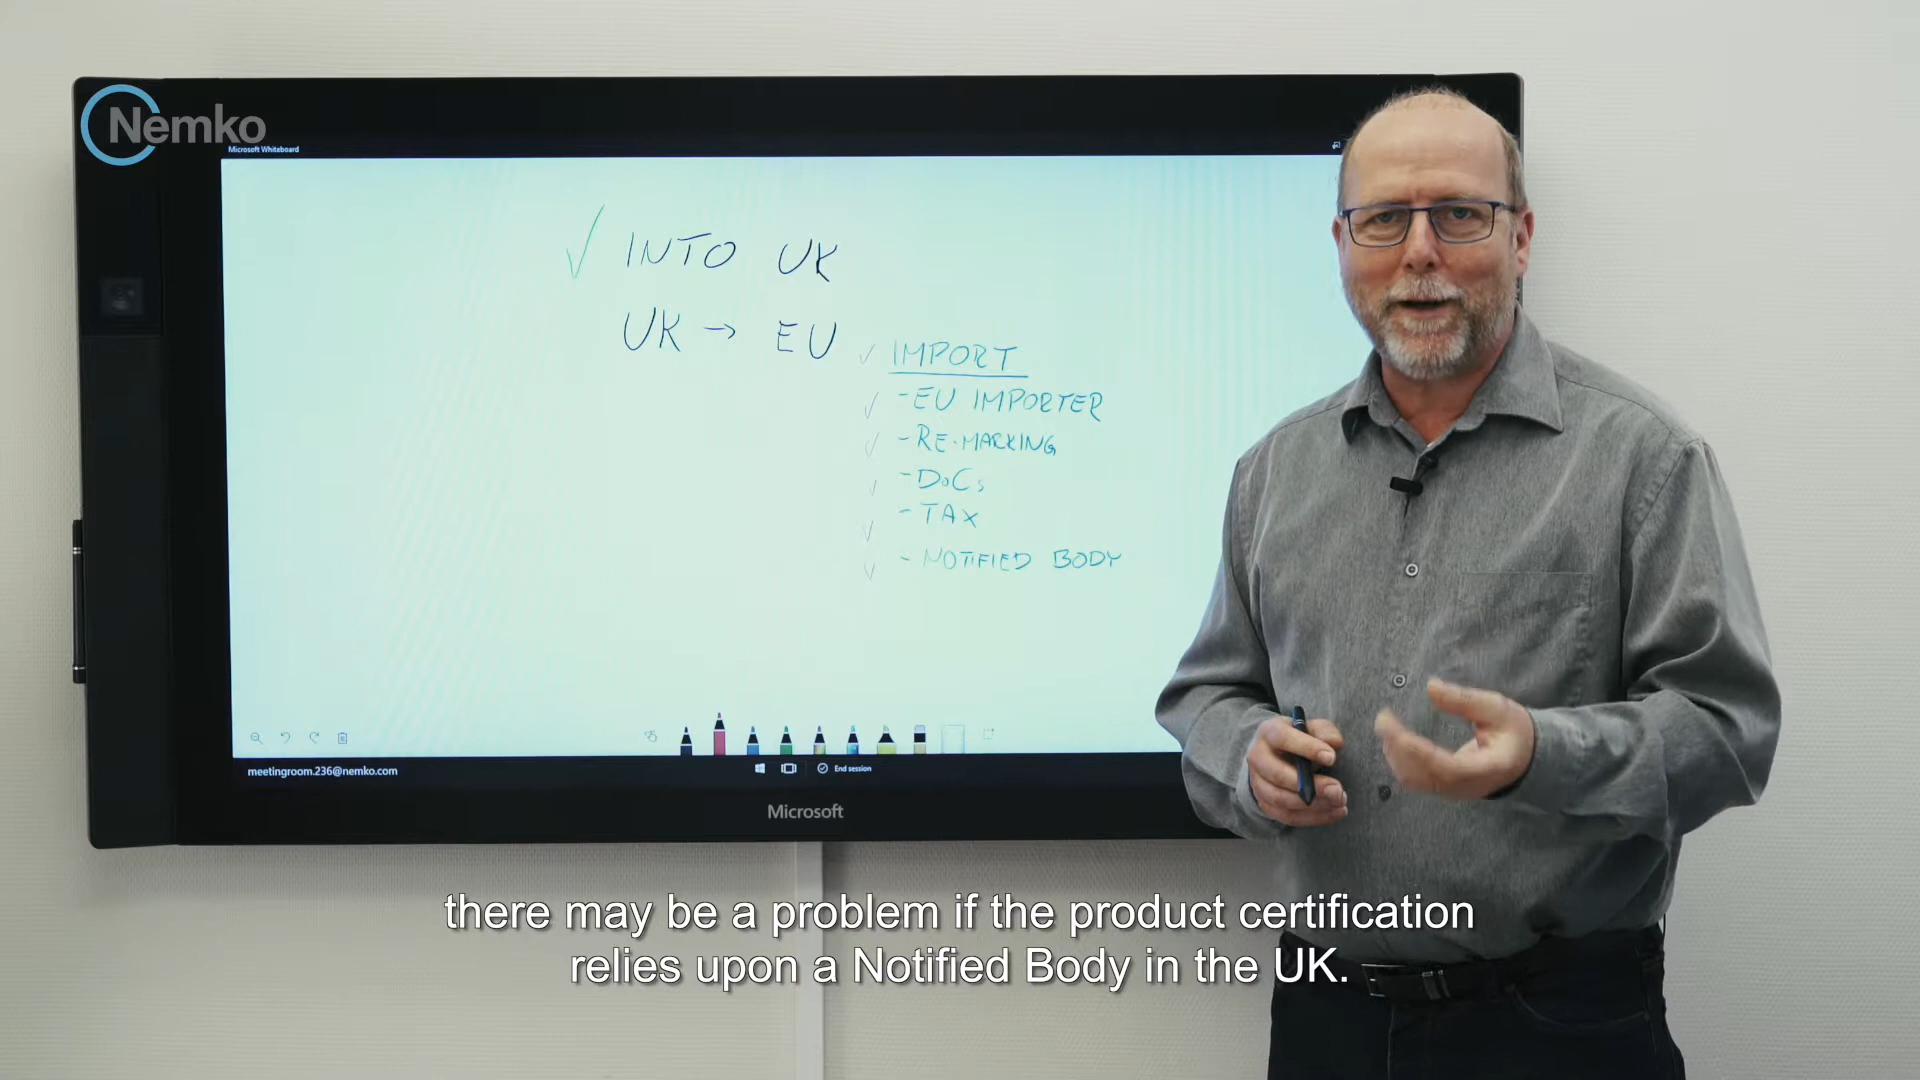 Nemko
Microsoft Whiteboard
✓ INTO UK
UK → EU
✓ IMPORT
✓ - EU IMPORTER
✓ - RE-MARKING
✓ - DoCs
✓ - TAX
✓ - NOTIFIED BODY
End session
meetingroom.236@nemko.com
Microsoft
there may be a problem if the product certification
relies upon a Notified Body in the UK.